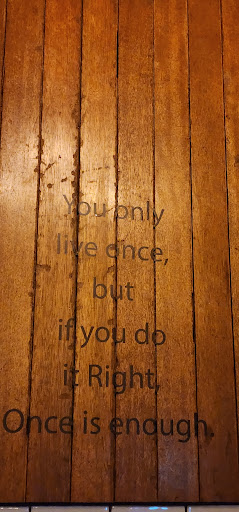 You only
live once,
but
if you do
it Right,
Once is enough.